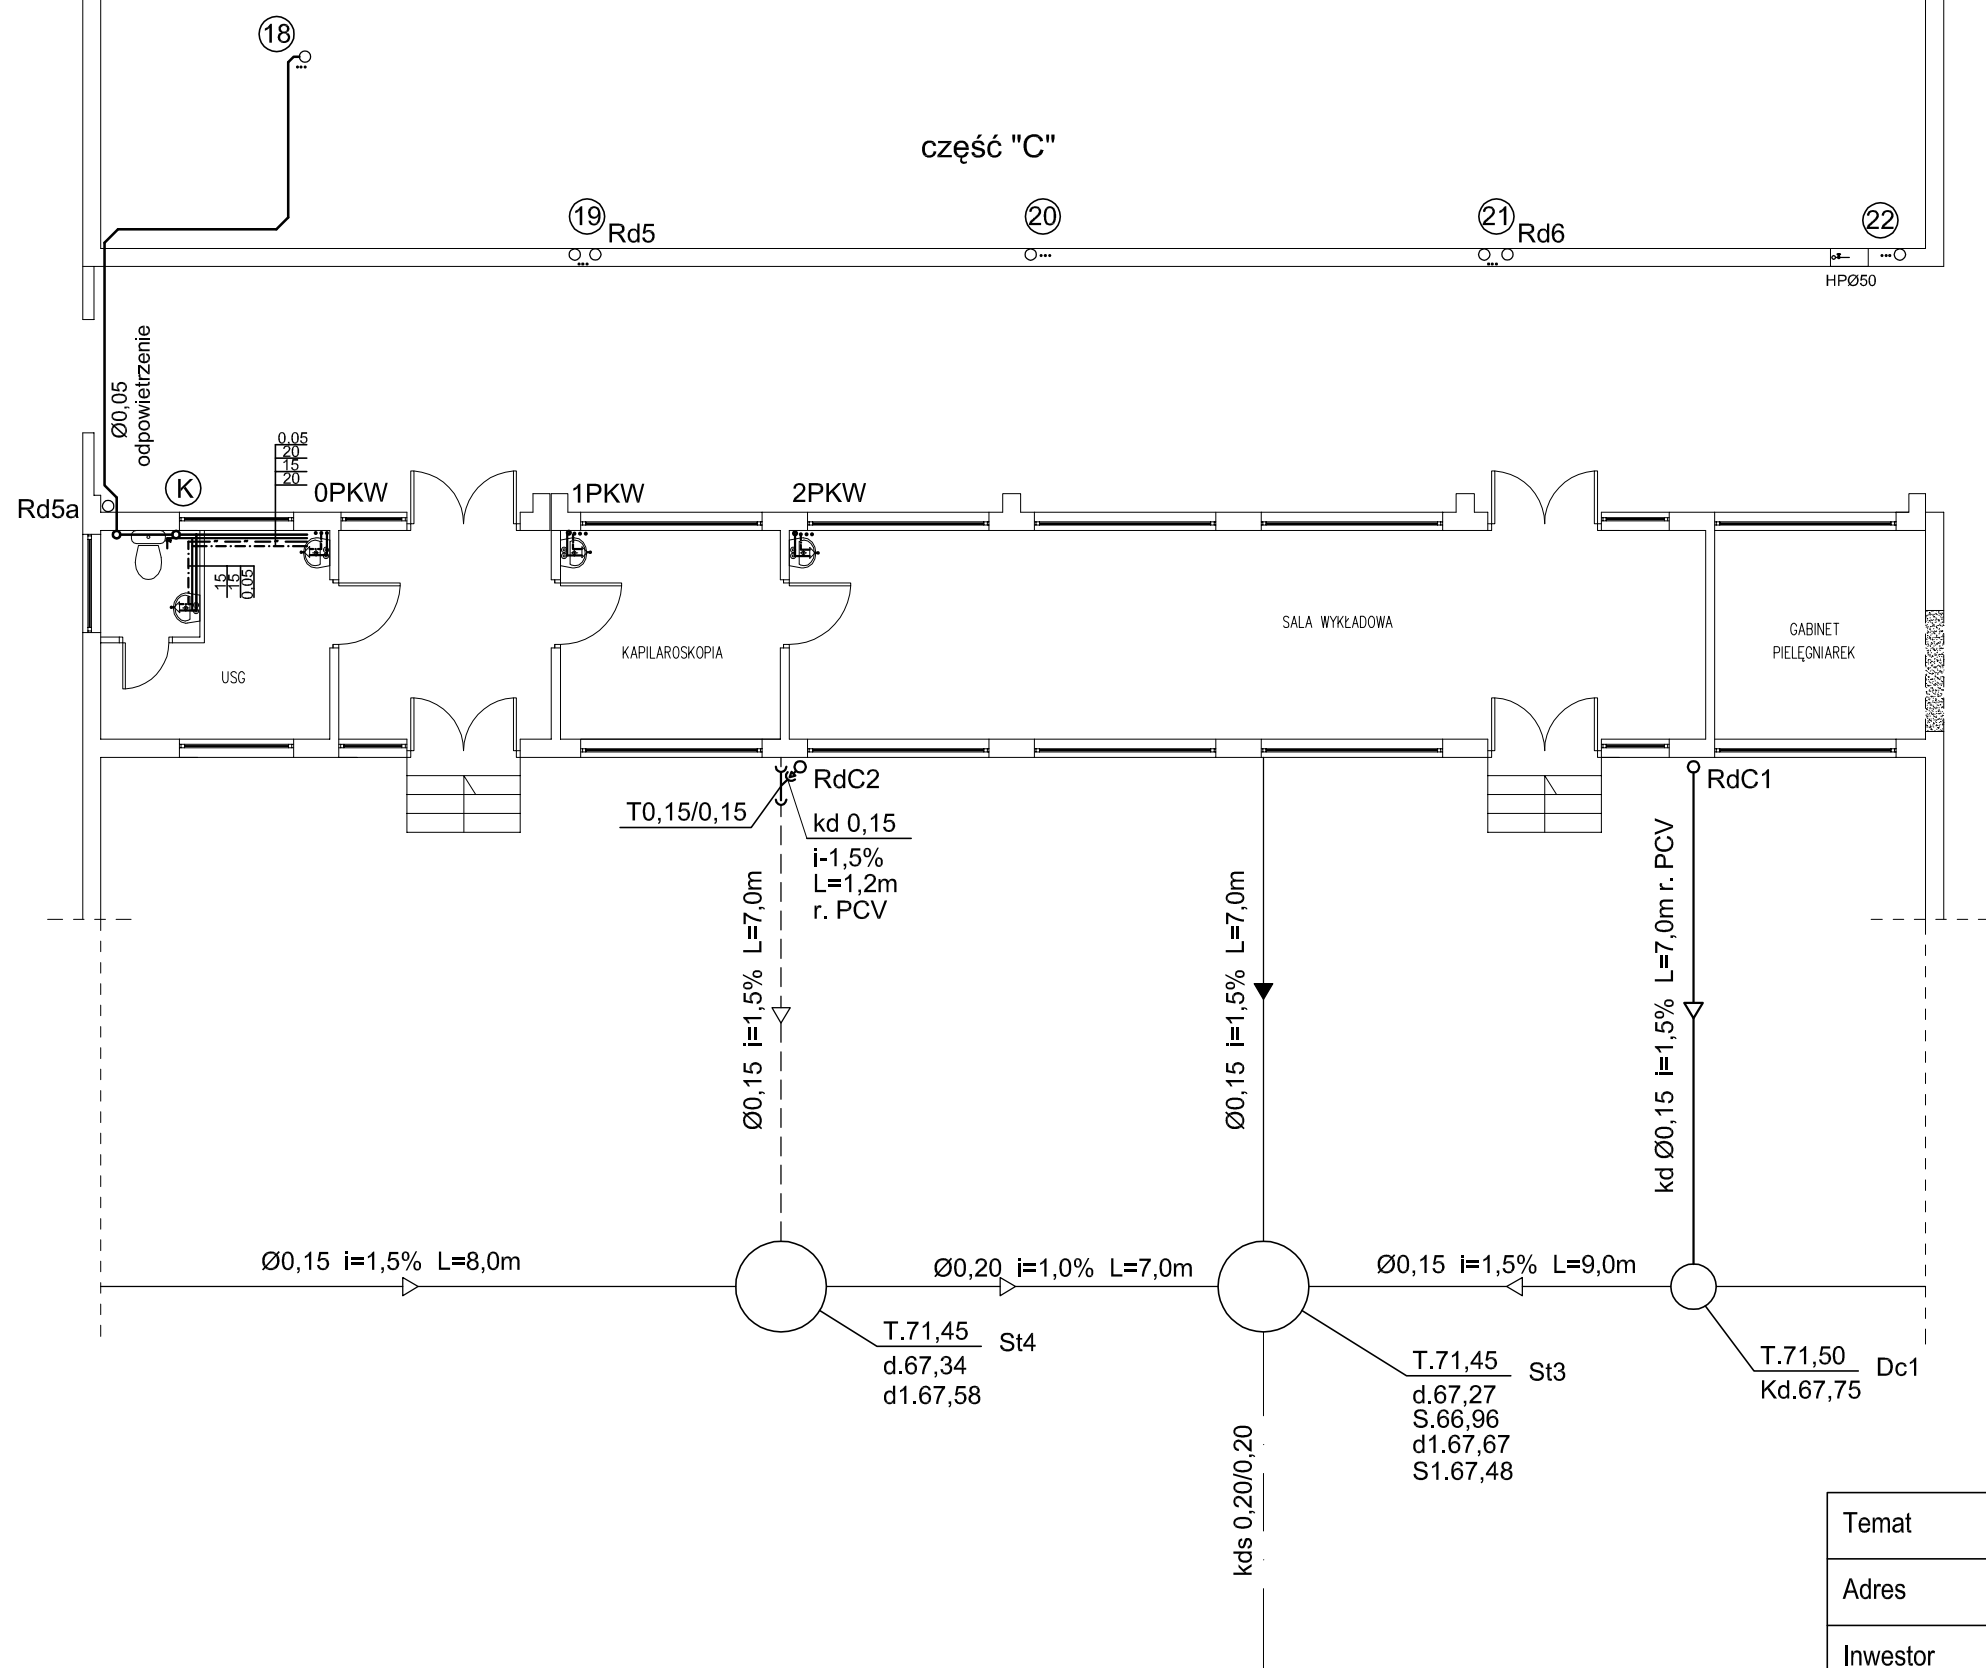 18
część "C"
19
Rd5
20
21
Rd6
22
HPØ50
Ø0,05
odpowietrzenie
0.05
20
15
20
K
Rd5a
0PKW
1PKW
2PKW
15
15
0.05
USG
KAPILAROSKOPIA
SALA WYKŁADOWA
GABINET
PIELĘGNIAREK
RdC2
RdC1
T0,15/0,15
kd 0,15
i-1,5%
L=1,2m
r. PCV
Ø0,15 i=1,5% L=7,0m
Ø0,15 i=1,5% L=7,0m
kd Ø0,15 i=1,5% L=7,0m r. PCV
Ø0,15 i=1,5% L=8,0m
Ø0,20 i=1,0% L=7,0m
Ø0,15 i=1,5% L=9,0m
T.71,45
St4
d.67,34
d1.67,58
T.71,45
St3
d.67,27
S.66,96
d1.67,67
S1.67,48
T.71,50
Dc1
Kd.67,75
kds 0,20/0,20
Temat
Adres
Inwestor